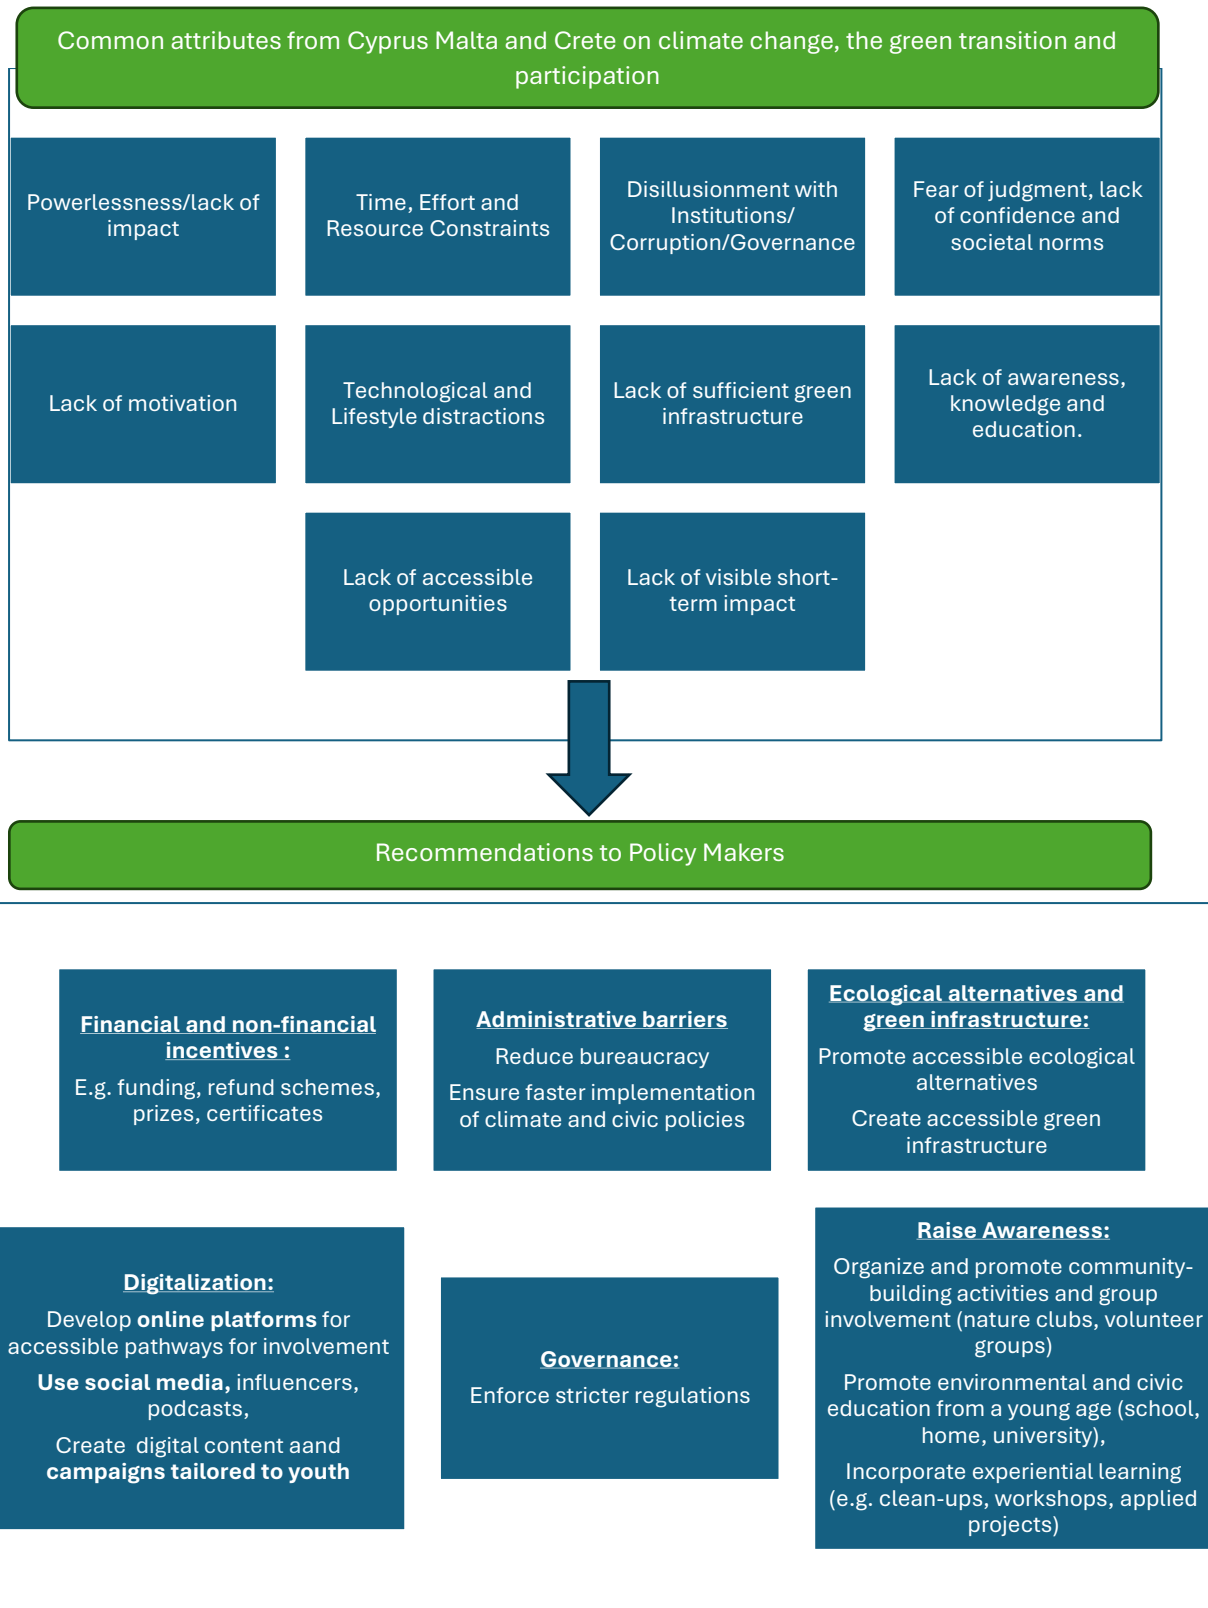 Common attributes from Cyprus Malta and Crete on climate change, the green transition and
participation
Powerlessness/lack of
impact
Time, Effort and
Resource Constraints
Disillusionment with
Institutions/
Corruption/Governance
Fear of judgment, lack
of confidence and
societal norms
Lack of motivation
Technological and
Lifestyle distractions
Lack of sufficient green
infrastructure
Lack of awareness,
knowledge and
education.
Lack of accessible
opportunities
Lack of visible short-
term impact
Recommendations to Policy Makers
Financial and non-financial
incentives :
E.g. funding, refund schemes,
prizes, certificates
Administrative barriers
Reduce bureaucracy
Ensure faster implementation
of climate and civic policies
Ecological alternatives and
green infrastructure:
Promote accessible ecological
alternatives
Create accessible green
infrastructure
Digitalization:
Develop online platforms for
accessible pathways for involvement
Use social media, influencers,
podcasts,
Create  digital content aand
campaigns tailored to youth
Governance:
Enforce stricter regulations
Raise Awareness:
Organize and promote community-
building activities and group
involvement (nature clubs, volunteer
groups)
Promote environmental and civic
education from a young age (school,
home, university),
Incorporate experiential learning
(e.g. clean-ups, workshops, applied
projects)